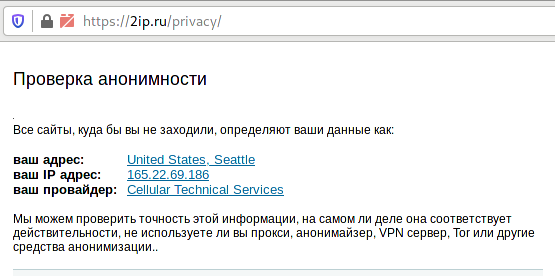 https://2ip.ru/privacy/
Проверка анонимности
.
Все сайты, куда бы вы не заходили, определяют ваши данные как:
ваш адрес: United States, Seattle
ваш IP адрес: 165.22.69.186
ваш провайдер: Cellular Technical Services
Мы можем проверить точность этой информации, на самом ли деле она соответствует
действительности, не используете ли вы прокси, анонимайзер, VPN сервер, Tor или другие
средства анонимизации..